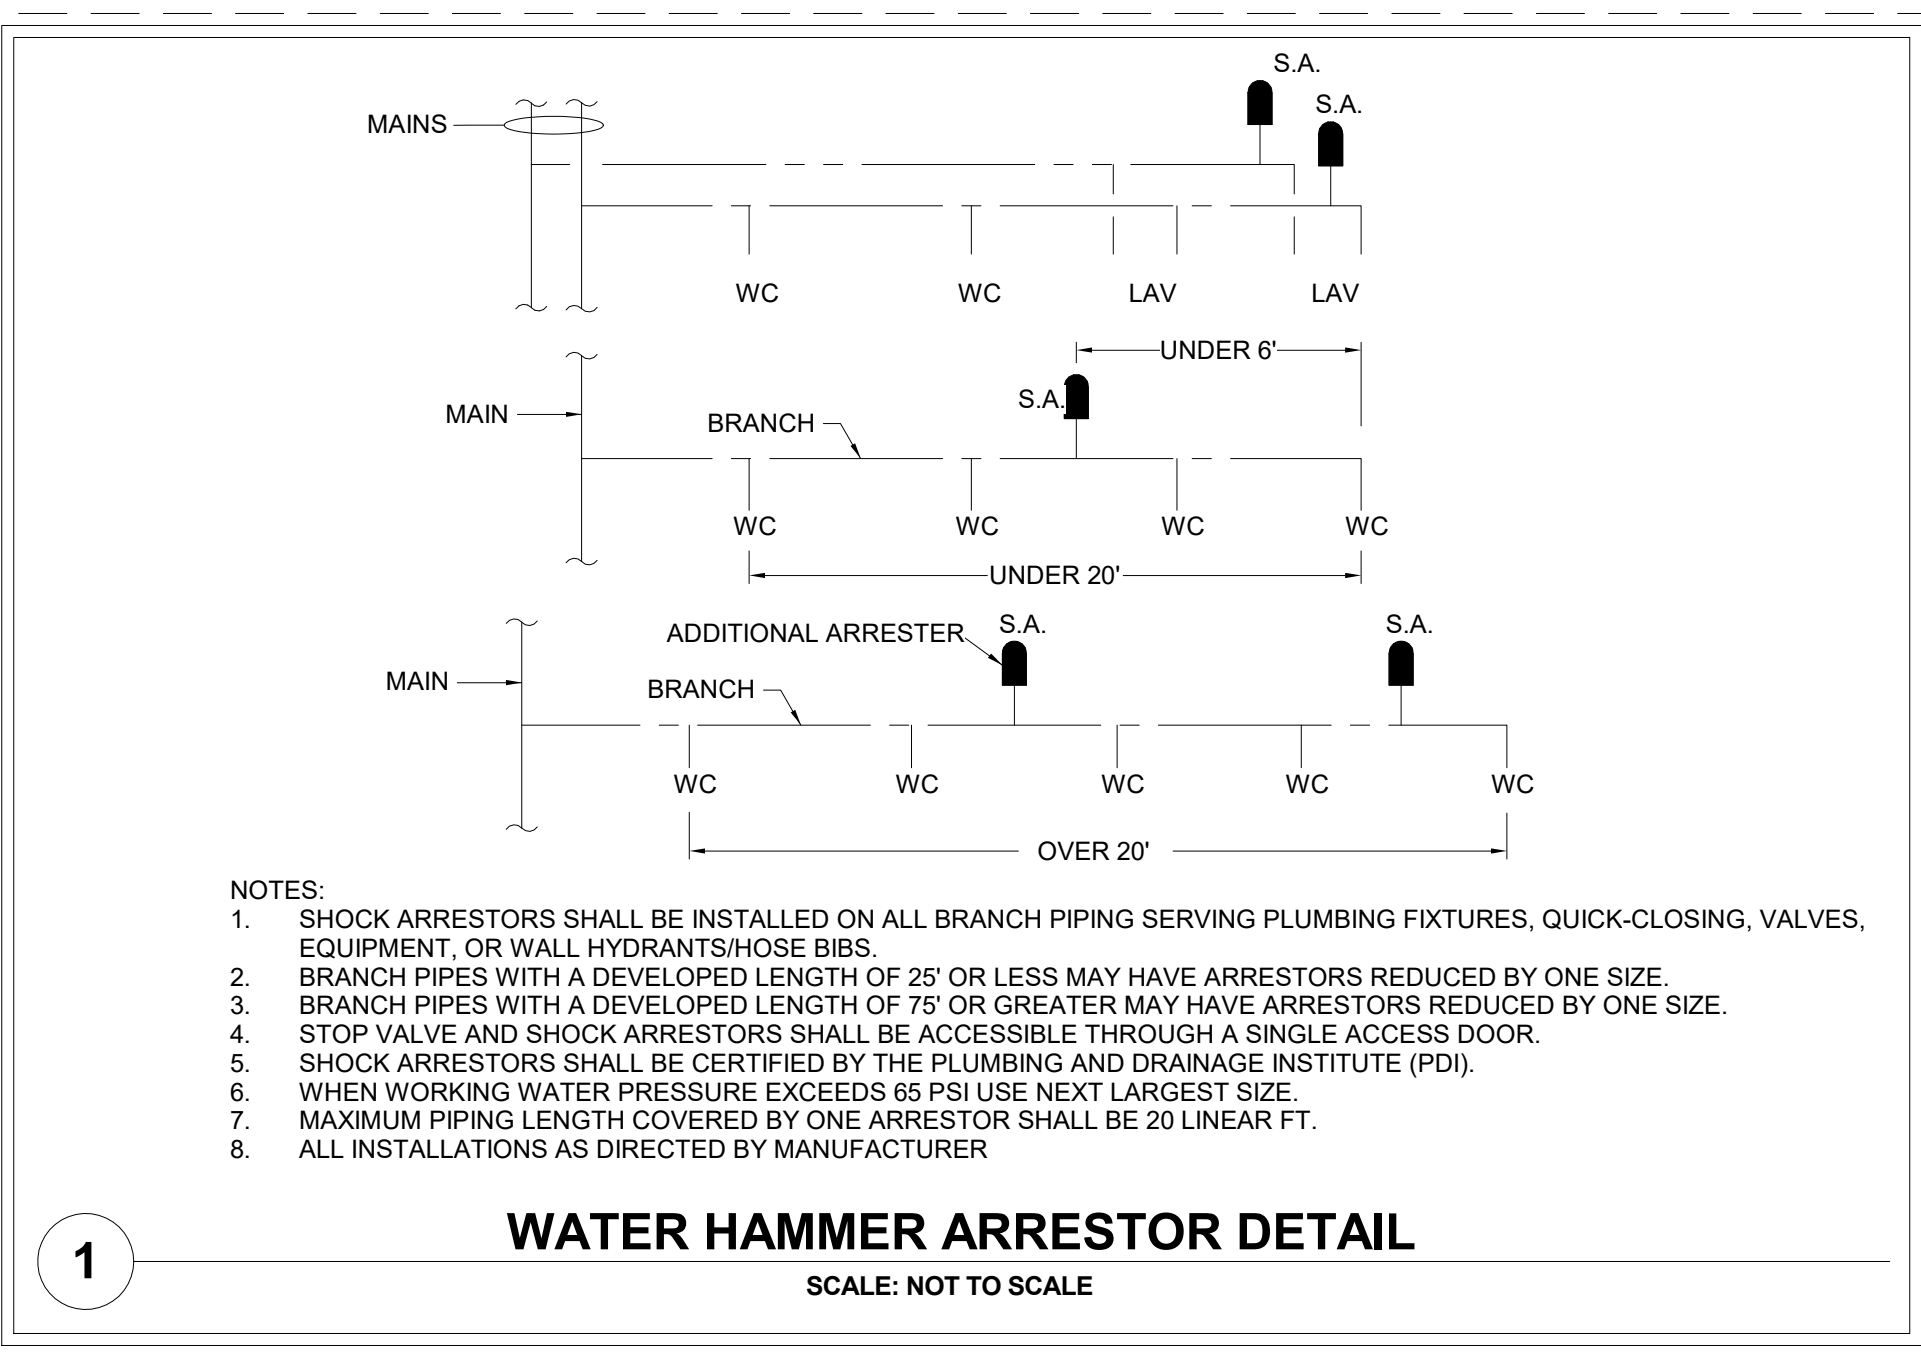 S.A.
S.A.
MAINS
WC WC LAV LAV
UNDER 6'
S.A.
MAIN
BRANCH
WC WC WC WC
UNDER 20'
ADDITIONAL ARRESTER S.A. S.A.
MAIN
BRANCH
WC WC WC WC WC
OVER 20'
NOTES:
1. SHOCK ARRESTORS SHALL BE INSTALLED ON ALL BRANCH PIPING SERVING PLUMBING FIXTURES, QUICK-CLOSING, VALVES,
EQUIPMENT, OR WALL HYDRANTS/HOSE BIBS.
2. BRANCH PIPES WITH A DEVELOPED LENGTH OF 25' OR LESS MAY HAVE ARRESTORS REDUCED BY ONE SIZE.
3. BRANCH PIPES WITH A DEVELOPED LENGTH OF 75' OR GREATER MAY HAVE ARRESTORS REDUCED BY ONE SIZE.
4. STOP VALVE AND SHOCK ARRESTORS SHALL BE ACCESSIBLE THROUGH A SINGLE ACCESS DOOR.
5. SHOCK ARRESTORS SHALL BE CERTIFIED BY THE PLUMBING AND DRAINAGE INSTITUTE (PDI).
6. WHEN WORKING WATER PRESSURE EXCEEDS 65 PSI USE NEXT LARGEST SIZE.
7. MAXIMUM PIPING LENGTH COVERED BY ONE ARRESTOR SHALL BE 20 LINEAR FT.
8. ALL INSTALLATIONS AS DIRECTED BY MANUFACTURER
1
WATER HAMMER ARRESTOR DETAIL
SCALE: NOT TO SCALE